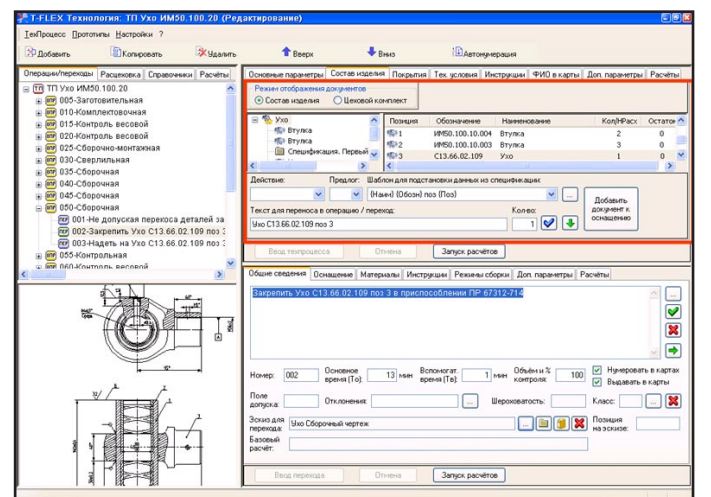 T-FLEX Технология: ТП Ухо ИМ50.100.20 (Редактирование)
ТехПроцесс Прототипы Настройки ?
Добавить Копировать Удалить Вверх Вниз Автонумерация
Операции/переходы Расцеховка Справочники Расчёты
ТП Ухо ИМ50.100.20
005-Заготовительная
010-Комплектовочная
015-Контроль весовой
020-Контроль весовой
025-Сборочно-монтажная
030-Сверлильная
035-Сборочная
040-Сборочная
045-Сборочная
050-Сборочная
001-Не допуская перекоса деталей за
002-Закрепить Ухо С13.66.02.109 поз 3
003-Надеть на Ухо С13.66.02.109 поз 3
055-Контрольная
060-Контроль весовой
Основные параметры Состав изделия Покрытия Тех. условия Инструкции ФИО в карты Доп. параметры Расчёты
Режим отображения документов
Состав изделия Цеховой комплект
Ухо
Втулка
Втулка
Спецификация. Первый
Позиция Обозначение Наименование Кол/НРасх Остаток
1 ИМ50.100.10.004 Втулка 2 0
2 ИМ50.100.10.003 Втулка 3 0
3 С13.66.02.109 Ухо 1 0
Действие: Предлог: Шаблон для подстановки данных из спецификации:
{Наим} {Обозн} поз {Поз} ...
Добавить документ к оснащению
Текст для переноса в операцию / переход: Кол-во:
Ухо С13.66.02.109 поз 3 1
Ввод техпроцесса Отмена Запуск расчётов
Общие сведения Оснащение Материалы Инструкции Режимы сборки Доп. параметры Расчёты
Закрепить Ухо С13.66.02.109 поз 3 в приспособлении ПР 67312-714
...
Номер: 002 Основное время (То): 13 мин Вспомогат. время (Тв): 1 мин Объём и % контроля: 100 Нумеровать в картах
Выдавать в карты
Поле допуска: Отклонения: ... Шероховатость: Класс: ...
Эскиз для перехода: Ухо Сборочный чертеж ... Позиция на эскизе:
Базовый расчёт:
Ввод перехода Отмена Запуск расчётов